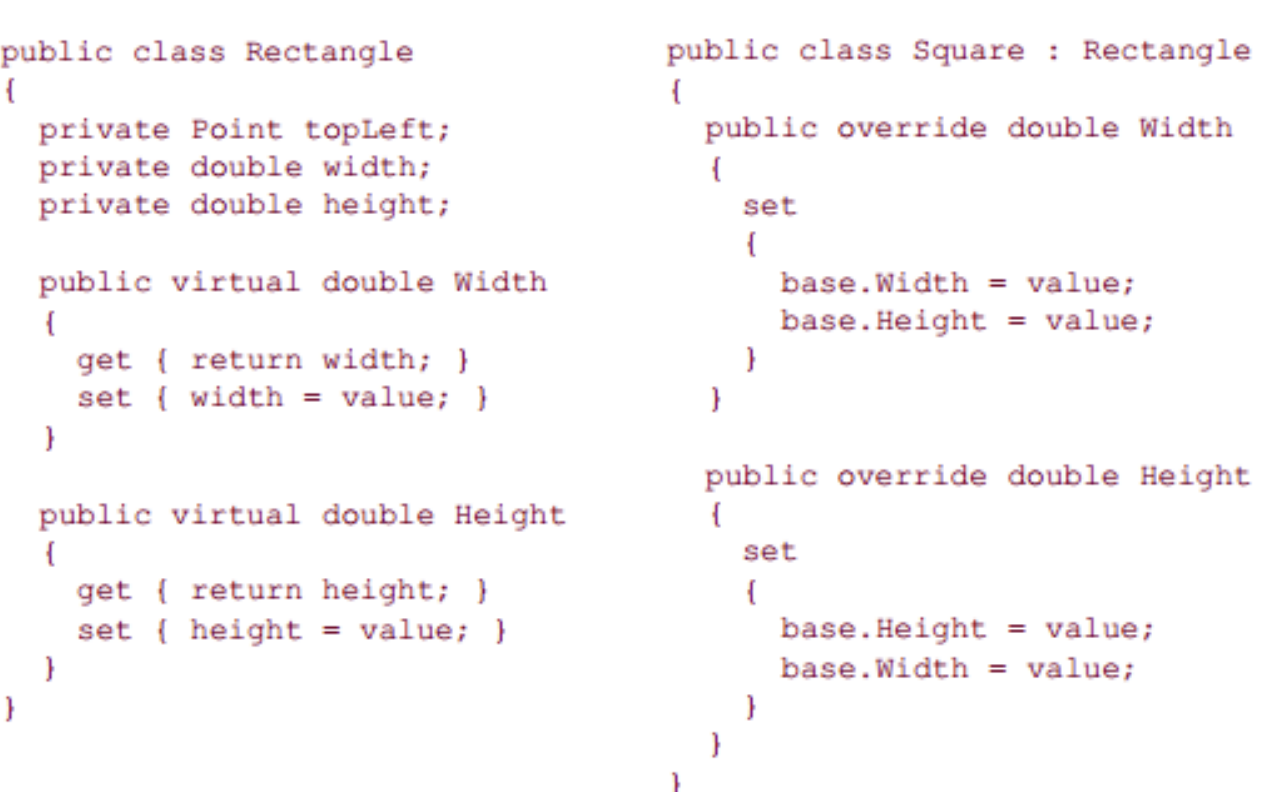 public class Rectangle
{
  private Point topLeft;
  private double width;
  private double height;

  public virtual double Width
  {
    get { return width; }
    set { width = value; }
  }

  public virtual double Height
  {
    get { return height; }
    set { height = value; }
  }
}

public class Square : Rectangle
{
  public override double Width
  {
    set
    {
      base.Width = value;
      base.Height = value;
    }
  }

  public override double Height
  {
    set
    {
      base.Height = value;
      base.Width = value;
    }
  }
}